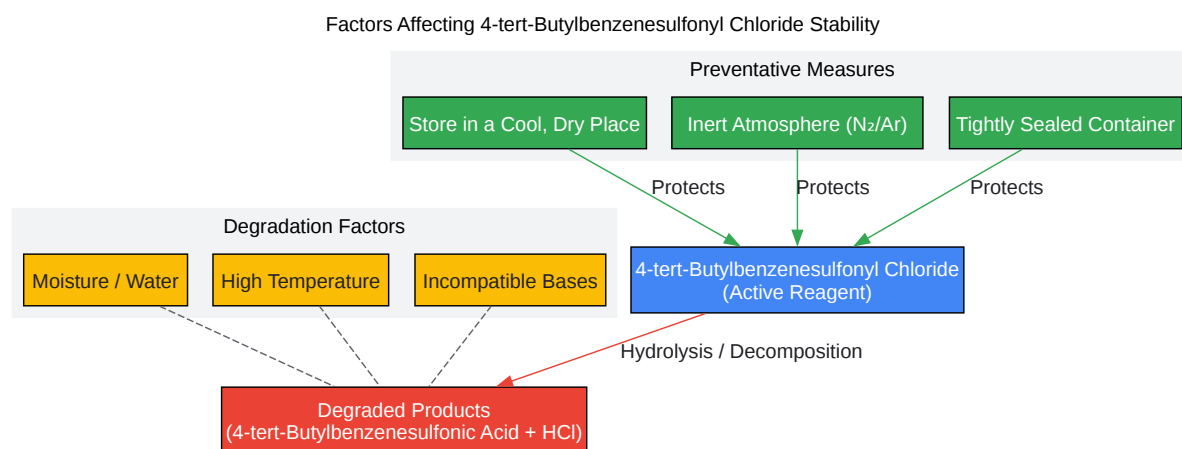 Factors Affecting 4-tert-Butylbenzenesulfonyl Chloride Stability
Preventative Measures
Store in a Cool, Dry Place
Inert Atmosphere (N₂/Ar)
Tightly Sealed Container
Protects
Protects
Protects
Degradation Factors
Moisture / Water
High Temperature
Incompatible Bases
4-tert-Butylbenzenesulfonyl Chloride
(Active Reagent)
Hydrolysis / Decomposition
Degraded Products
(4-tert-Butylbenzenesulfonic Acid + HCl)